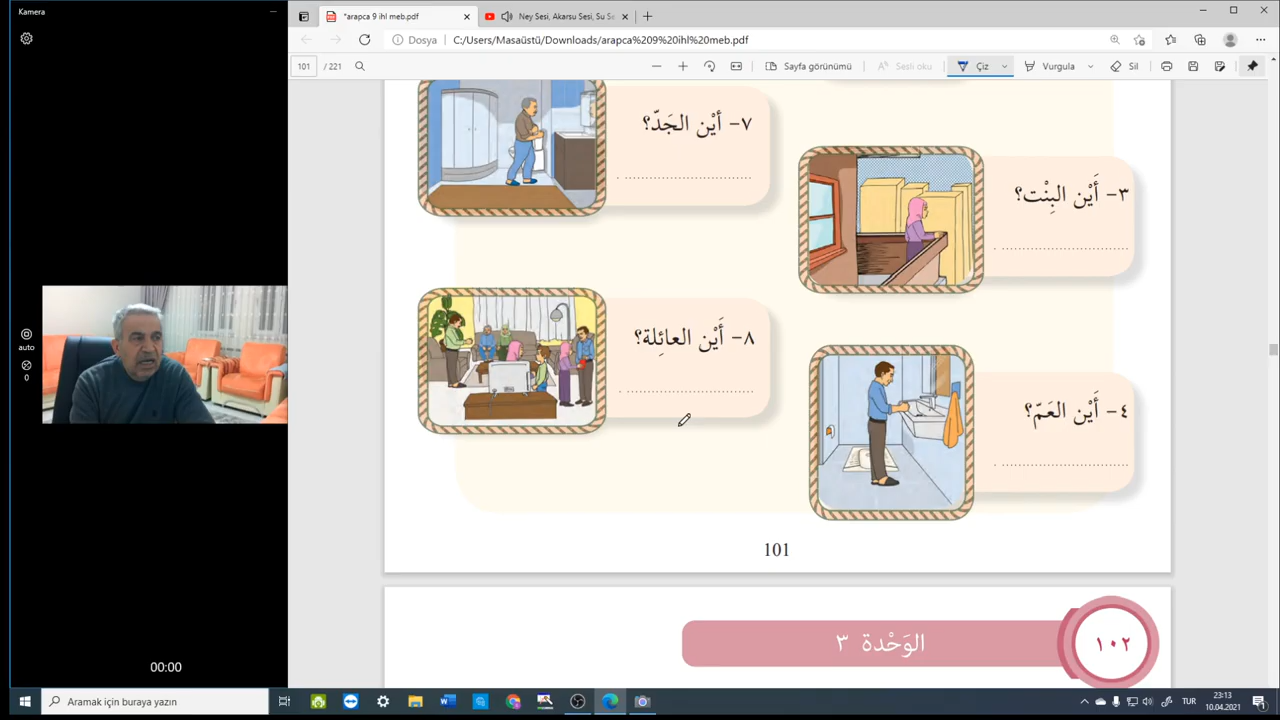 Kamera
*arapca 9 ihl meb.pdf
Ney Sesi, Akarsu Sesi, Su Se
Dosya
C:/Users/Masaüstü/Downloads/arapca%209%20ihl%20meb.pdf
101 / 221
Sayfa görünümü
Sesli oku
Çiz
Vurgula
Sil
٧- أيْن الجَدّ؟
٣- أَيْن البِنْت؟
٨- أَيْن العائِلة؟
٤- أَيْن العَمّ؟
101
الوَحْدة ٣
١٠٢
auto
0
00:00
Aramak için buraya yazın
TUR
23:13
10.04.2021